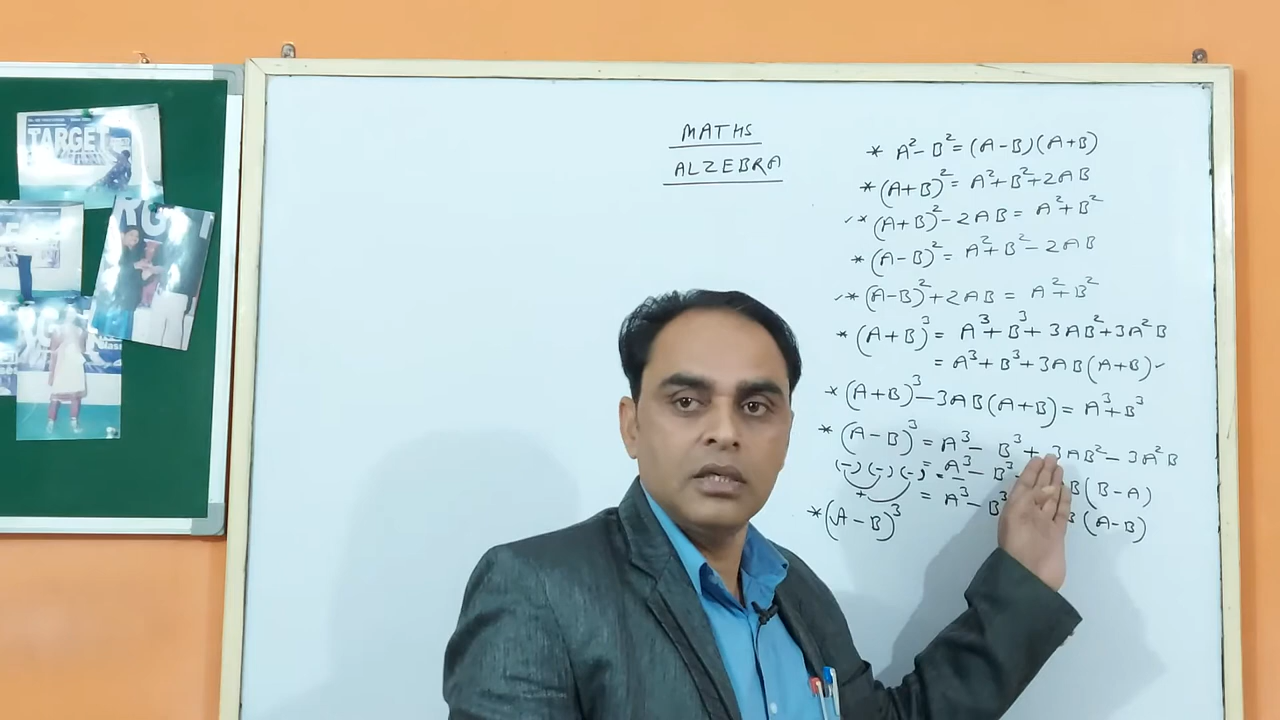 TARGET
MATHS
ALZEBRA
* A²-B² = (A-B)(A+B)
* (A+B)² = A²+B²+2AB
✓* (A+B)²-2AB = A²+B²
* (A-B)² = A²+B²-2AB
✓* (A-B)²+2AB = A²+B²
* (A+B)³ = A³+B³+3AB²+3A²B
= A³+B³+3AB(A+B)✓
* (A+B)³-3AB(A+B) = A³+B³
* (A-B)³ = A³-B³+3AB²-3A²B
(-)(-)(-) = - = A³-B³ B(B-A)
+ = A³-B³ B(A-B)
* (A-B)³